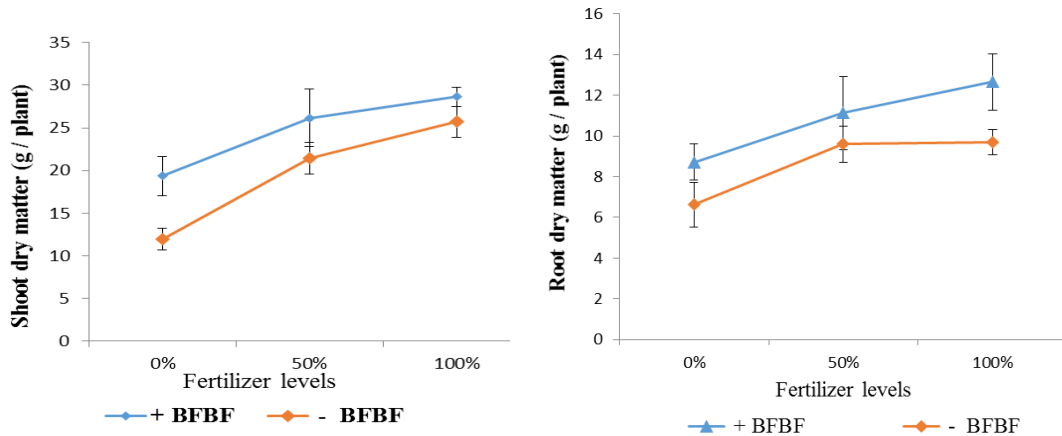 Shoot dry matter (g / plant)
35
30
25
20
15
10
5
0
0%
50%
100%
Fertilizer levels
+ BFBF
- BFBF
Root dry matter (g / plant)
16
14
12
10
8
6
4
2
0
0%
50%
100%
Fertilizer levels
+ BFBF
- BFBF